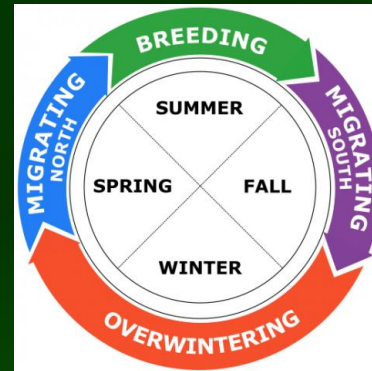 BREEDING
MIGRATING
NORTH
MIGRATING
SOUTH
SUMMER
SPRING
FALL
WINTER
OVERWINTERING